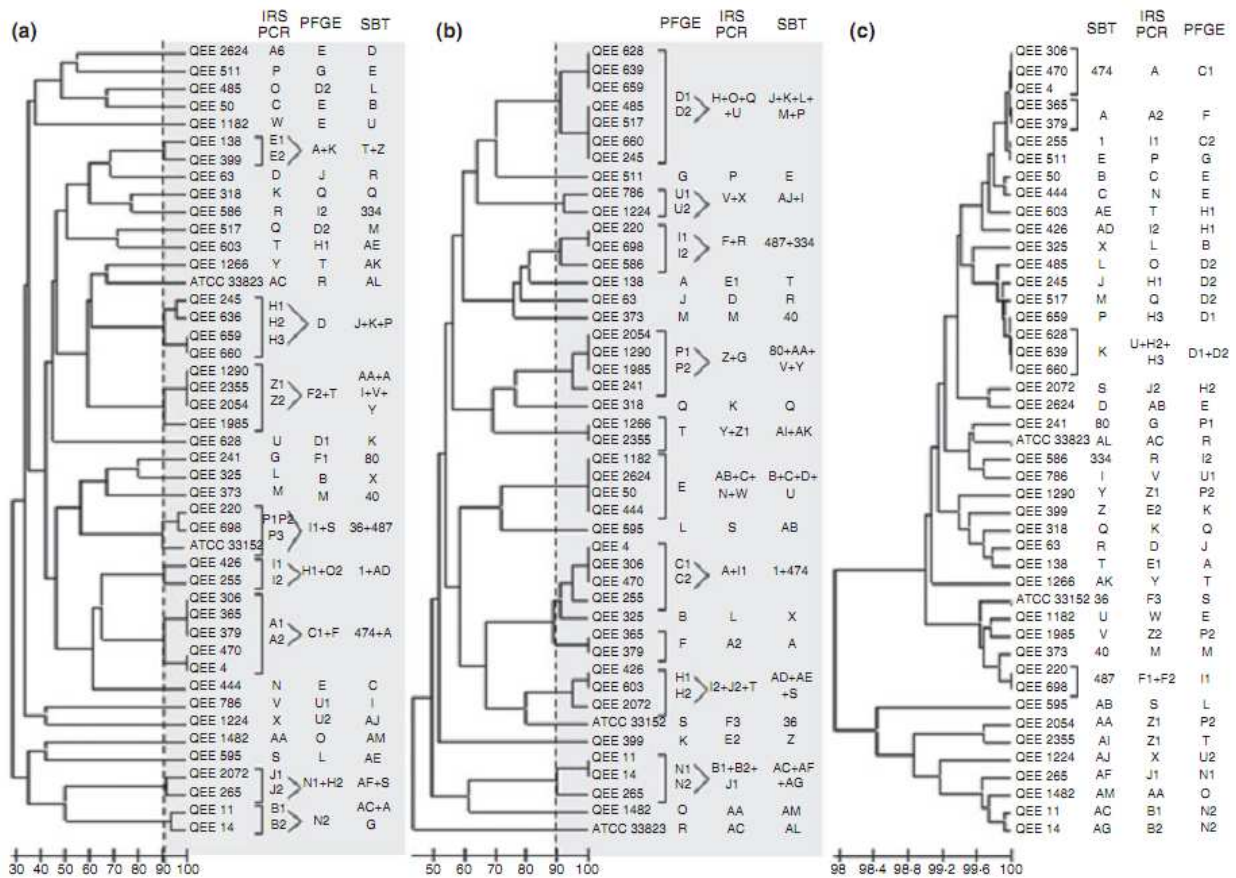 (a) IRS PCR PFGE SBT
QEE 2624 A6 E D
QEE 511 P G E
QEE 485 O D2 L
QEE 50 C E B
QEE 1182 W E U
QEE 138 E1
QEE 399 E2 A+K T+Z
QEE 63 D J R
QEE 318 K Q Q
QEE 586 R I2 334
QEE 517 Q D2 M
QEE 603 T H1 AE
QEE 1266 Y T AK
ATCC 33823 AC R AL
QEE 245 H1
QEE 636 H2 D J+K+P
QEE 659 H3
QEE 660
QEE 1290 AA+A
QEE 2355 Z1 F2+T I+V+
QEE 2054 Z2 Y
QEE 1985
QEE 628 U D1 K
QEE 241 G F1 80
QEE 325 L B X
QEE 373 M M 40
QEE 220 P1P2
QEE 698 P3 I1+S 36+487
ATCC 33152
QEE 426 I1 H1+O2 1+AD
QEE 255 I2
QEE 306
QEE 365 A1
QEE 379 A2 C1+F 474+A
QEE 470
QEE 4
QEE 444 N E C
QEE 786 V U1 I
QEE 1224 X U2 AJ
QEE 1482 AA O AM
QEE 595 S L AE
QEE 2072 J1 N1+H2 AF+S
QEE 265 J2
QEE 11 B1 N2 AC+A
QEE 14 B2 G
30 40 50 60 70 80 90 100
(b) PFGE IRS PCR SBT
QEE 628
QEE 639
QEE 659 D1 H+O+Q J+K+L+
QEE 485 D2 +U M+P
QEE 517
QEE 660
QEE 245
QEE 511 G P E
QEE 786 U1 V+X AJ+I
QEE 1224 U2
QEE 220 I1
QEE 698 I2 F+R 487+334
QEE 586
QEE 138 A E1 T
QEE 63 J D R
QEE 373 M M 40
QEE 2054
QEE 1290 P1 Z+G 80+AA+
QEE 1985 P2 V+Y
QEE 241
QEE 318 Q K Q
QEE 1266 T Y+Z1 AI+AK
QEE 2355
QEE 1182
QEE 2624 E AB+C+ B+C+D+
QEE 50 N+W U
QEE 444
QEE 595 L S AB
QEE 4
QEE 306 C1 A+I1 1+474
QEE 470 C2
QEE 255
QEE 325 B L X
QEE 365 F A2 A
QEE 379
QEE 426 H1 AD+AE
QEE 603 H2 I2+J2+T +S
QEE 2072
ATCC 33152 S F3 36
QEE 399 K E2 Z
QEE 11 N1 B1+B2+ AC+AF
QEE 14 N2 J1 +AG
QEE 265
QEE 1482 O AA AM
ATCC 33823 R AC AL
50 60 70 80 90 100
(c) SBT IRS PCR PFGE
QEE 306
QEE 470 474 A C1
QEE 4
QEE 365 A A2 F
QEE 379
QEE 255 1 I1 C2
QEE 511 E P G
QEE 50 B C E
QEE 444 C N E
QEE 603 AE T H1
QEE 426 AD I2 H1
QEE 325 X L B
QEE 485 L O D2
QEE 245 J H1 D2
QEE 517 M Q D2
QEE 659 P H3 D1
QEE 628
QEE 639 K U+H2+ D1+D2
QEE 660 H3
QEE 2072 S J2 H2
QEE 2624 D AB E
QEE 241 80 G P1
ATCC 33823 AL AC R
QEE 586 334 R I2
QEE 786 I V U1
QEE 1290 Y Z1 P2
QEE 399 Z E2 K
QEE 318 Q K Q
QEE 63 R D J
QEE 138 T E1 A
QEE 1266 AK Y T
ATCC 33152 36 F3 S
QEE 1182 U W E
QEE 1985 V Z2 P2
QEE 373 40 M M
QEE 220 487 F1+F2 I1
QEE 698
QEE 595 AB S L
QEE 2054 AA Z1 P2
QEE 2355 AI Z1 T
QEE 1224 AJ X U2
QEE 265 AF J1 N1
QEE 1482 AM AA O
QEE 11 AC B1 N2
QEE 14 AG B2 N2
98 98·4 98·8 99·2 99·6 100